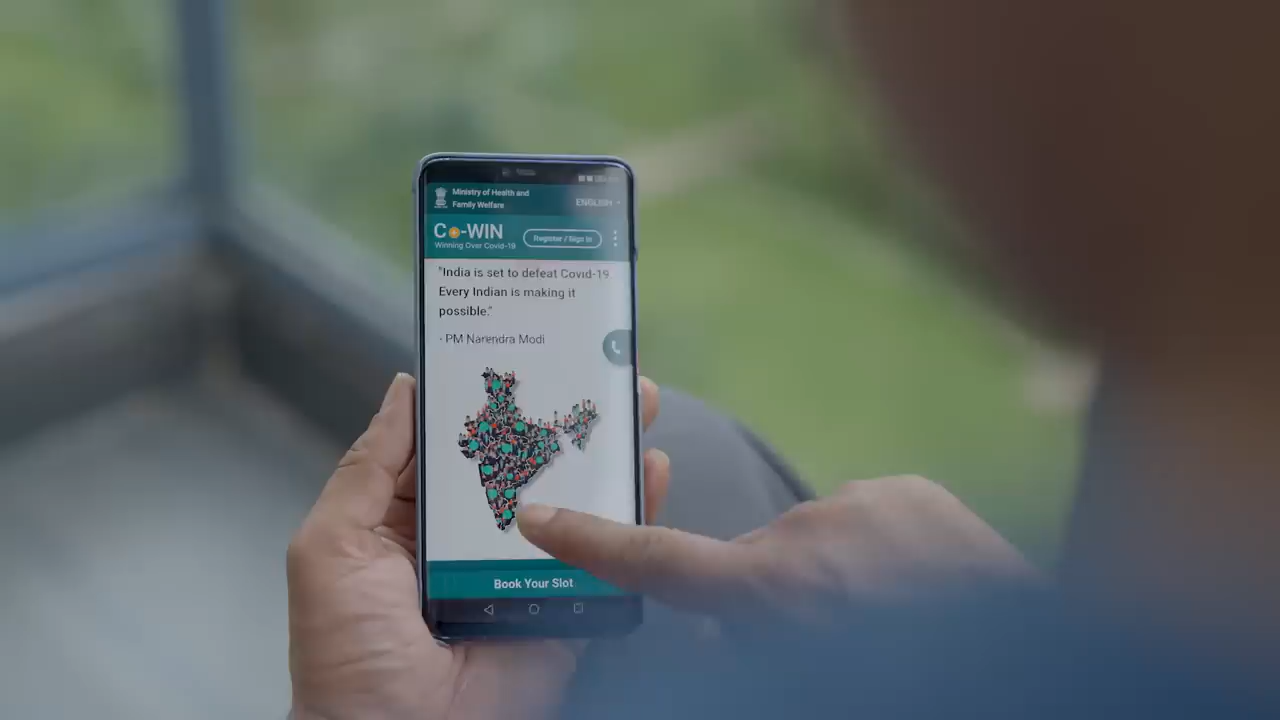 Ministry of Health and
Family Welfare
ENGLISH
Co-WIN
Winning Over Covid-19
Register / Sign In
"India is set to defeat Covid-19.
Every Indian is making it
possible."
- PM Narendra Modi
Book Your Slot